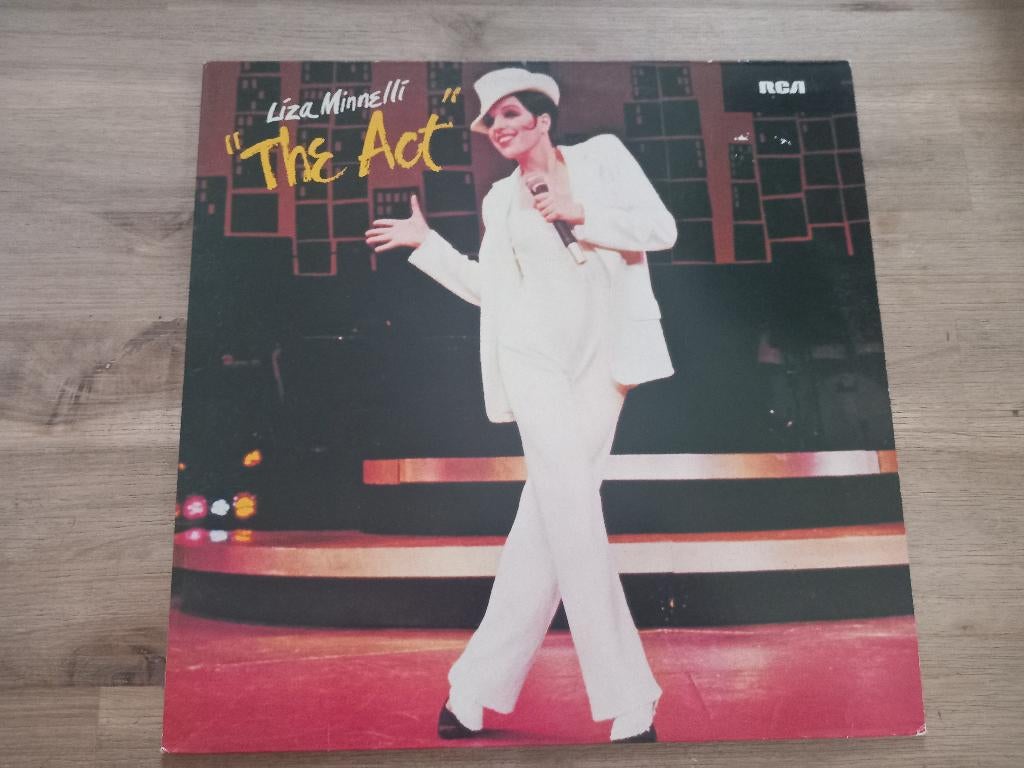 Liza Minnelli
"The Act"
RCA